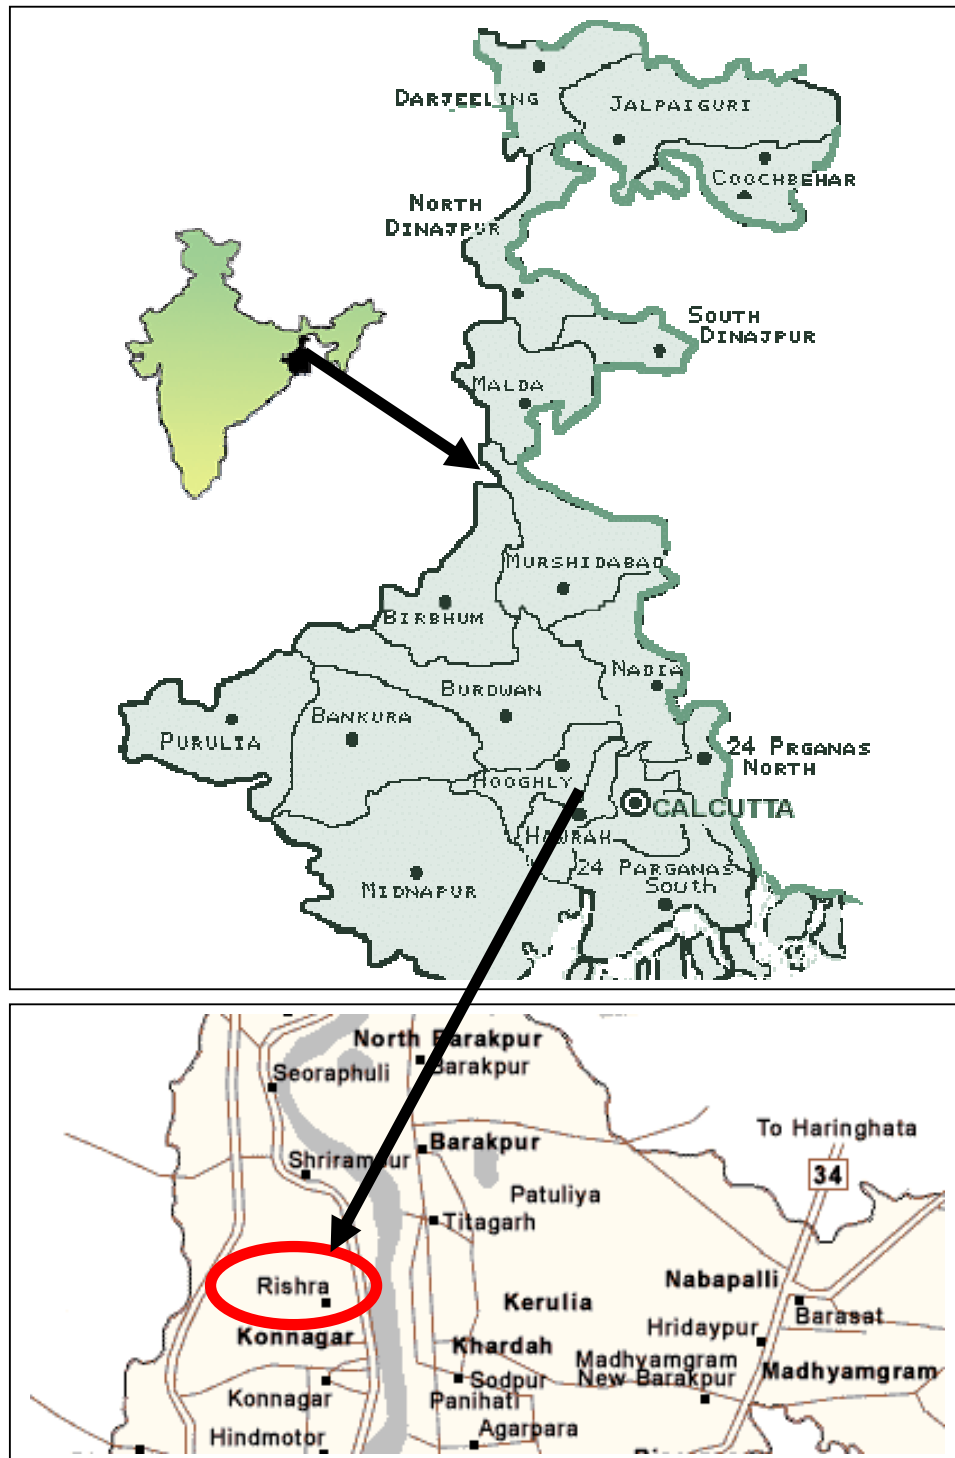 DARJEELING
JALPAIGURI
COOCHBEHAR
NORTH
DINAJPUR
SOUTH
DINAJPUR
MALDA
MURSHIDABAD
BIRBHUM
NADIA
BURDWAN
BANKURA
PURULIA
24 PRGANAS
NORTH
HOOGHLY
CALCUTTA
HAURAH
24 PARGANAS
South
MIDNAPUR
North Barakpur
Barakpur
Seoraphuli
To Haringhata
Barakpur
34
Shrirampur
Patuliya
Titagarh
Nabapalli
Rishra
Kerulia
Barasat
Hridaypur
Konnagar
Khardah
Madhyamgram
New Barakpur
Madhyamgram
Sodpur
Konnagar
Panihati
Agarpara
Hindmotor